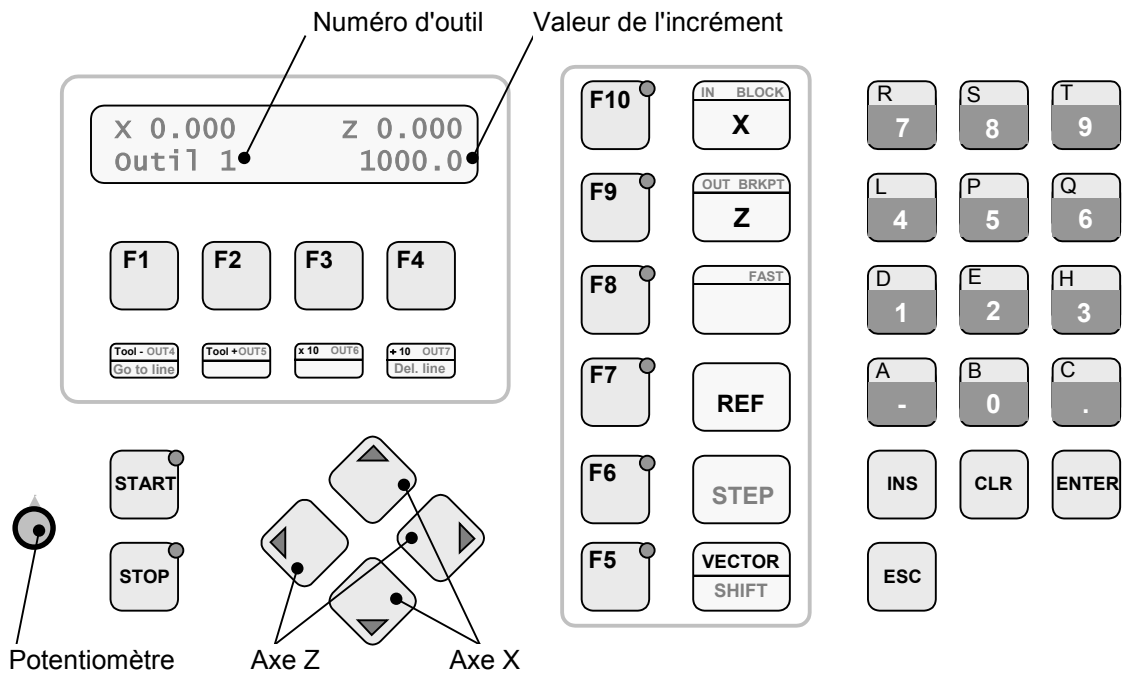 Numéro d'outil
Valeur de l'incrément
X 0.000 Z 0.000
Outil 1 1000.0
F1 F2 F3 F4
Tool - OUT4
Go to line
Tool + OUT5
x 10 OUT6
+ 10 OUT7
Del. line
START
STOP
Potentiomètre
Axe Z
Axe X
F10
IN BLOCK
X
F9
OUT BRKPT
Z
F8
FAST
F7
REF
F6
STEP
F5
VECTOR
SHIFT
R S T
7 8 9
L P Q
4 5 6
D E H
1 2 3
A B C
- 0 .
INS CLR ENTER
ESC